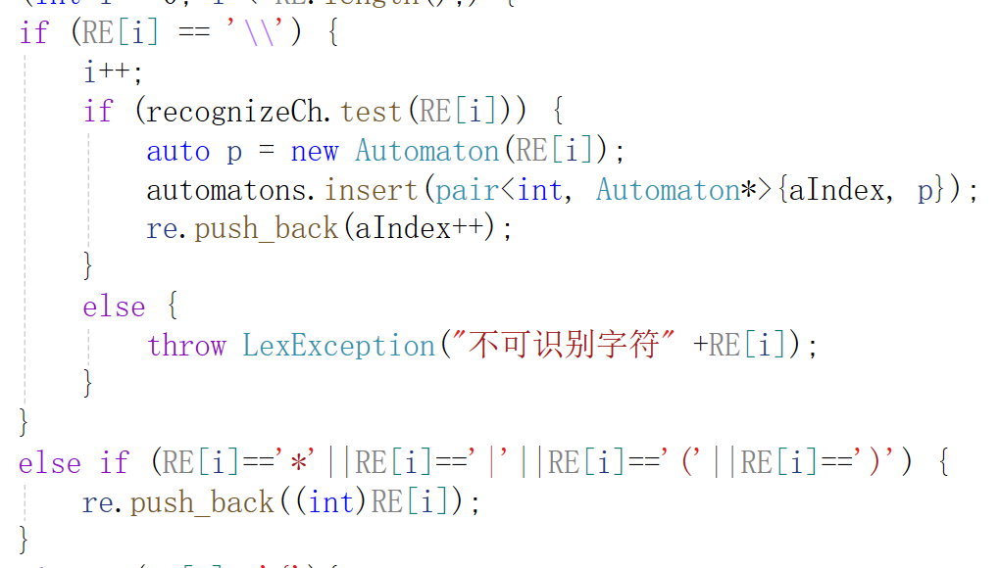 if (RE[i] == '\\') {
i++;
if (recognizeCh.test(RE[i])) {
auto p = new Automaton(RE[i]);
automatons.insert(pair<int, Automaton*>{aIndex, p});
re.push_back(aIndex++);
}
else {
throw LexException("不可识别字符" +RE[i]);
}
}
else if (RE[i]=='*'||RE[i]=='|'||RE[i]=='('||RE[i]==')') {
re.push_back((int)RE[i]);
}